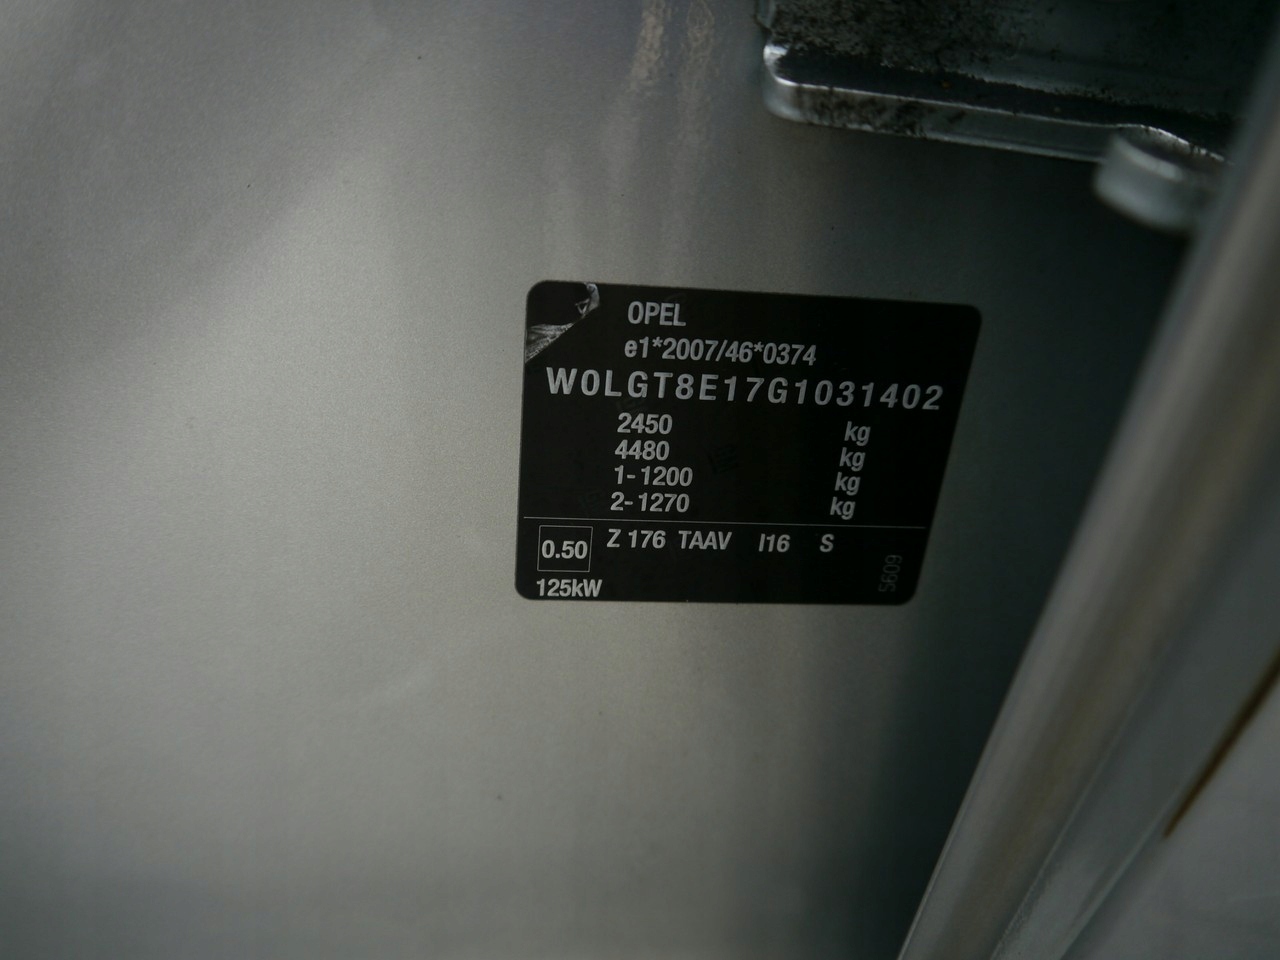 OPEL
e1*2007/46*0374
W0LGT8E17G1031402
2450 kg
4480 kg
1-1200 kg
2-1270 kg
0.50 Z 176 TAAV I16 S
125kW
5609